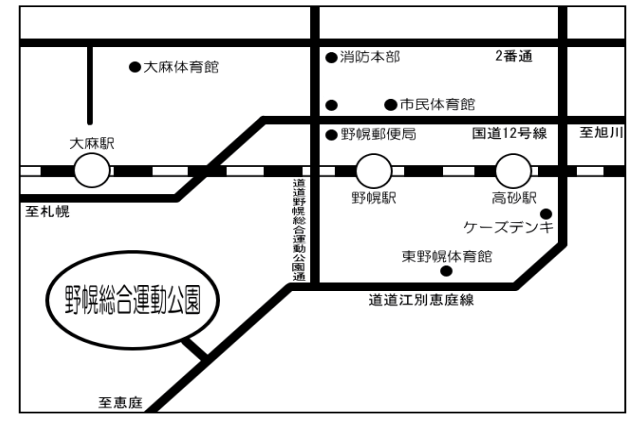 消防本部
2番通
大麻体育館
市民体育館
野幌郵便局
国道12号線
至旭川
大麻駅
野幌駅
高砂駅
至札幌
道道野幌総合運動公園通
ケーズデンキ
東野幌体育館
野幌総合運動公園
道道江別恵庭線
至恵庭